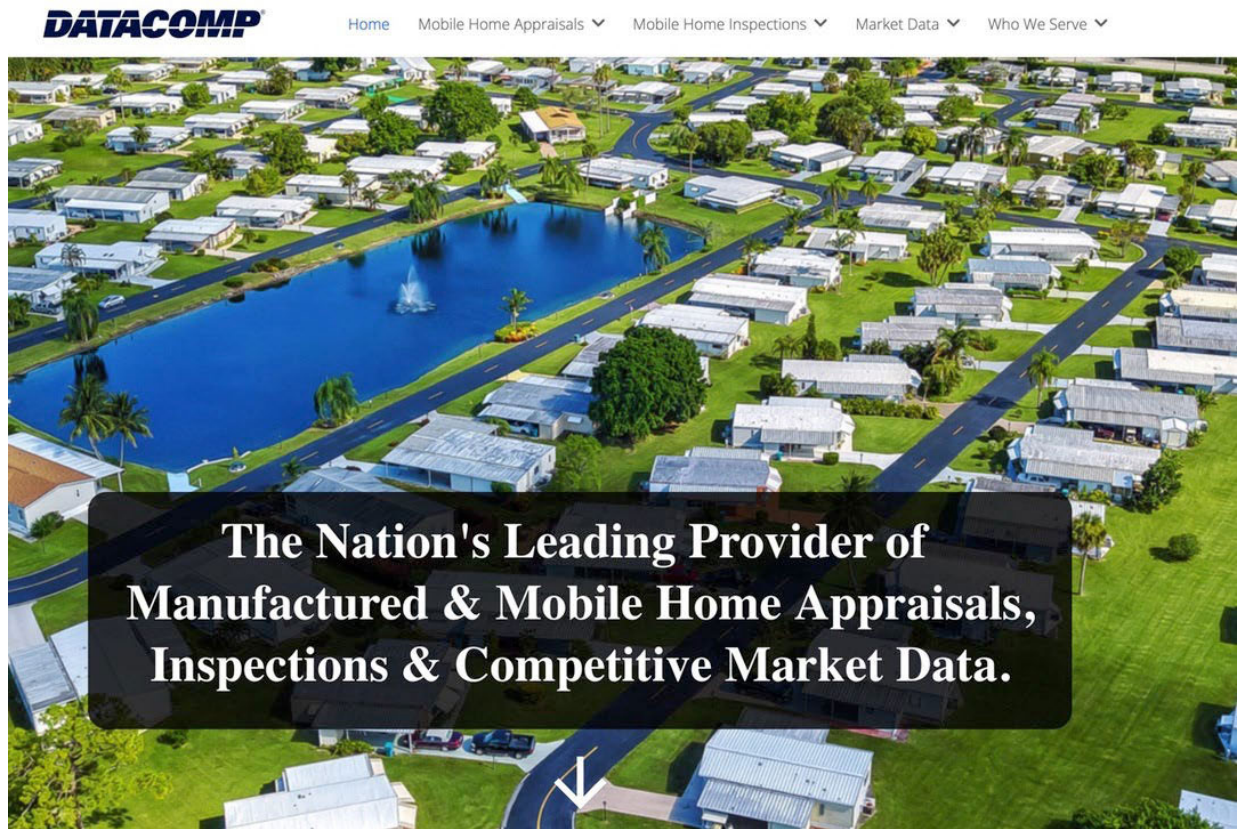 DATACOMP®
Home Mobile Home Appraisals Mobile Home Inspections Market Data Who We Serve
The Nation's Leading Provider of
Manufactured & Mobile Home Appraisals,
Inspections & Competitive Market Data.